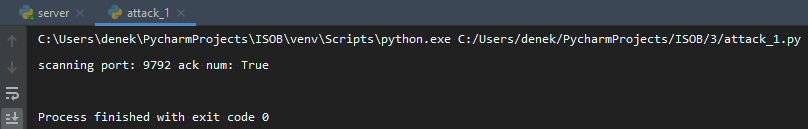 server
attack_1
C:\Users\denek\PycharmProjects\ISOB\venv\Scripts\python.exe C:/Users/denek/PycharmProjects/ISOB/3/attack_1.py
scanning port: 9792 ack num: True
Process finished with exit code 0